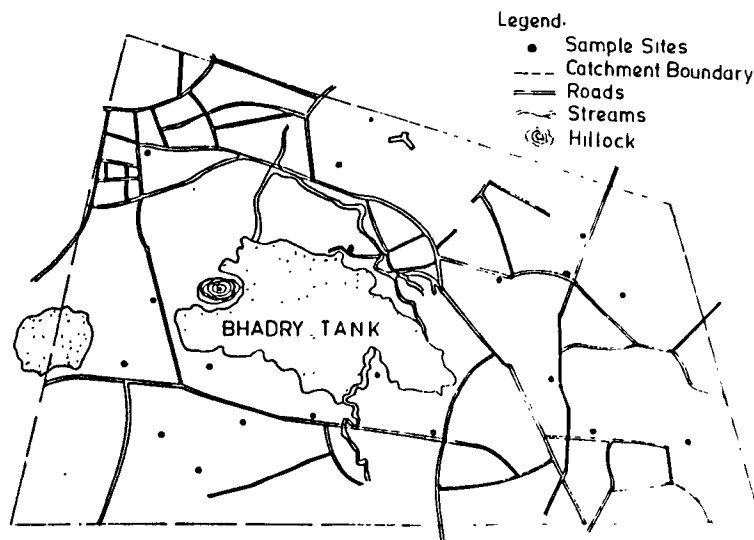 Legend.
Sample Sites
Catchment Boundary
Roads
Streams
Hillock
BHADRY TANK